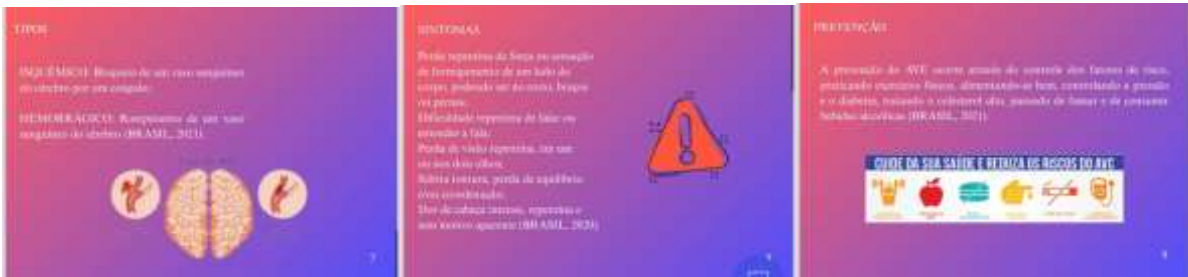 TIPOS
ISQUÊMICO: Bloqueio de um vaso sanguíneo
do cérebro por um coágulo;
HEMORRÁGICO: Rompimento de um vaso
sanguíneo do cérebro (BRASIL, 2021).
7
SINTOMAS
Perda repentina da força ou sensação
de formigamento de um lado do
corpo, podendo ser no rosto, braços
ou pernas;
Dificuldade repentina de falar ou
entender a fala;
Perda de visão repentina, em um
ou nos dois olhos;
Súbita tontura, perda de equilíbrio
e/ou coordenação;
Dor de cabeça intensa, repentina e
sem motivo aparente (BRASIL, 2020)
PREVENÇÃO
A prevenção do AVE ocorre através do controle dos fatores de risco,
praticando exercícios físicos, alimentando-se bem, controlando a pressão
e o diabetes, tratando o colesterol alto, parando de fumar e de consumir
bebidas alcoólicas (BRASIL, 2021).
CUIDE DA SUA SAÚDE E REDUZA OS RISCOS DO AVC